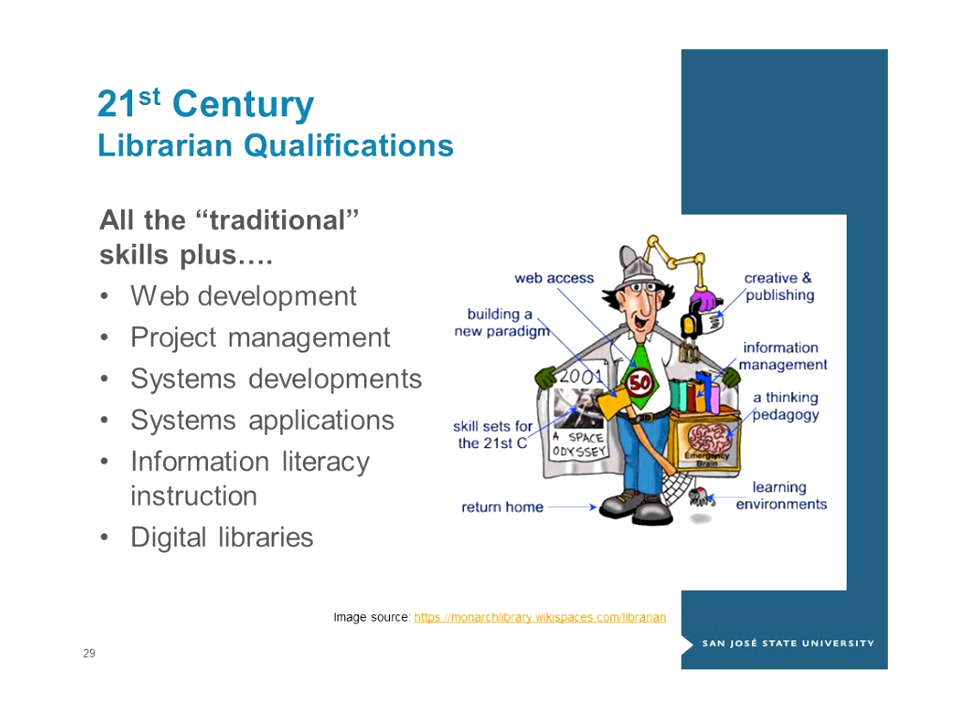 21st Century
Librarian Qualifications
All the “traditional”
skills plus….
• Web development
• Project management
• Systems developments
• Systems applications
• Information literacy
instruction
• Digital libraries
web access
building a
new paradigm
skill sets for
the 21st C
return home
creative &
publishing
information
management
a thinking
pedagogy
learning
environments
2001
A SPACE
ODYSSEY
50
Emergency
Brain
Image source: https://monarchlibrary.wikispaces.com/librarian
29
SAN JOSÉ STATE UNIVERSITY